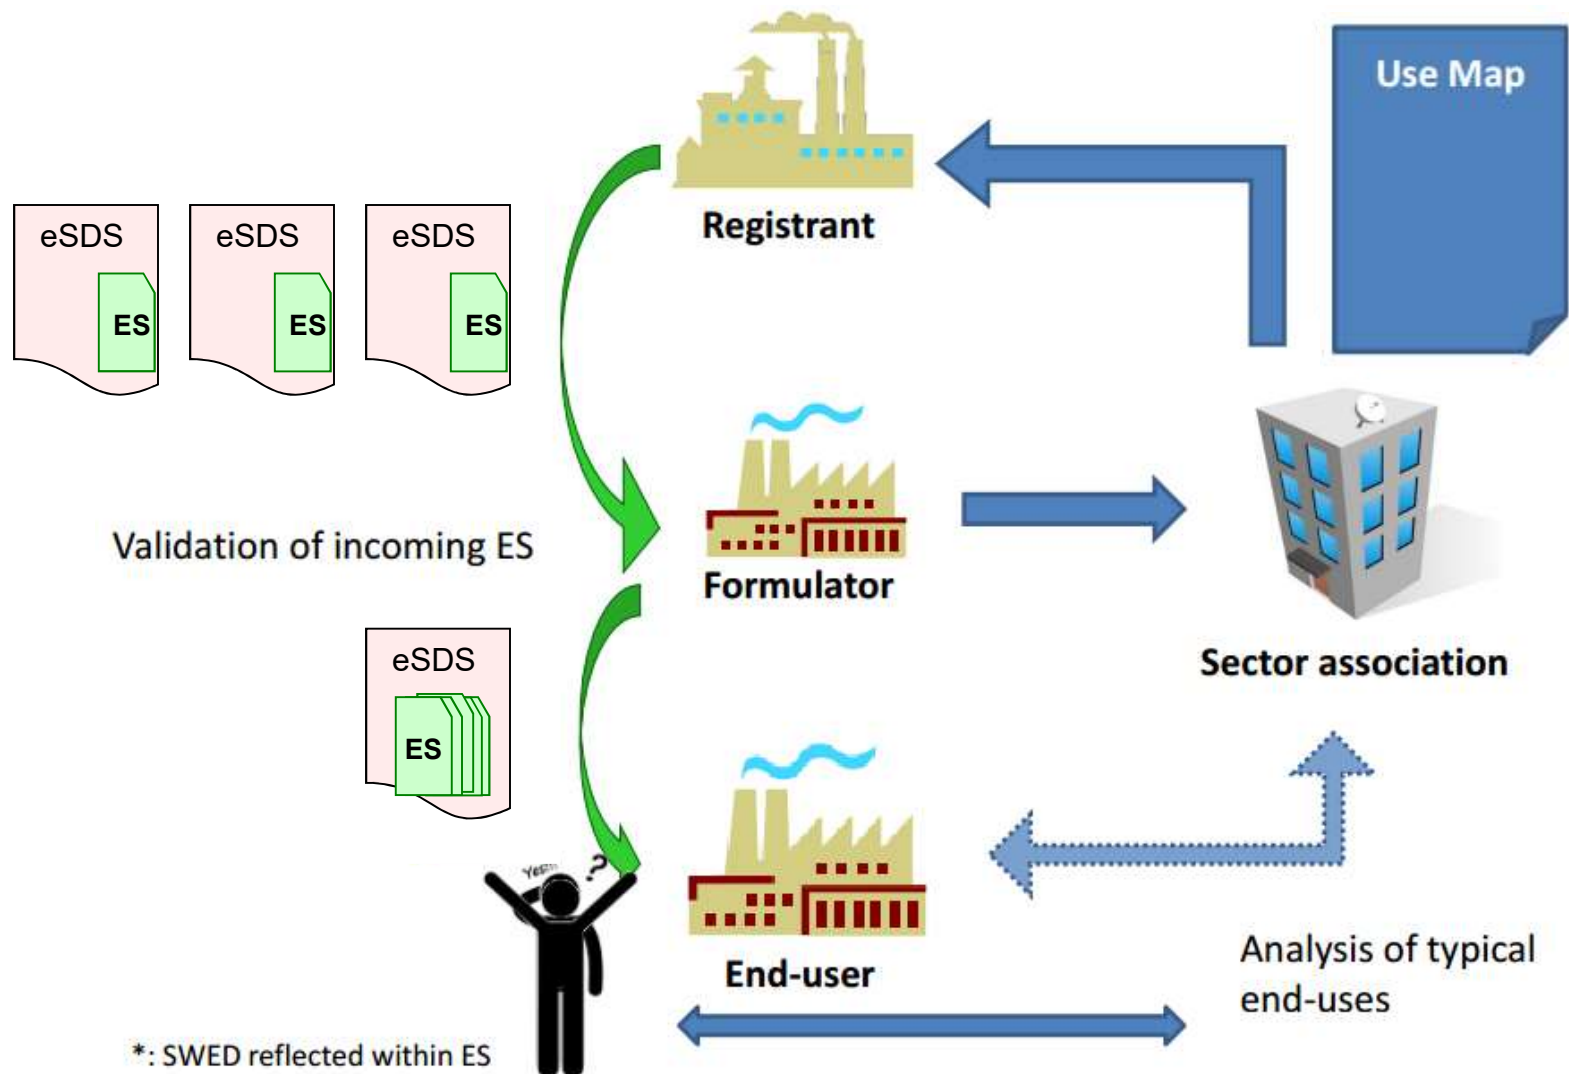 Use Map
Registrant
eSDS
ES
eSDS
ES
eSDS
ES
Validation of incoming ES
Formulator
Sector association
eSDS
ES
?
End-user
Analysis of typical
end-uses
*: SWED reflected within ES